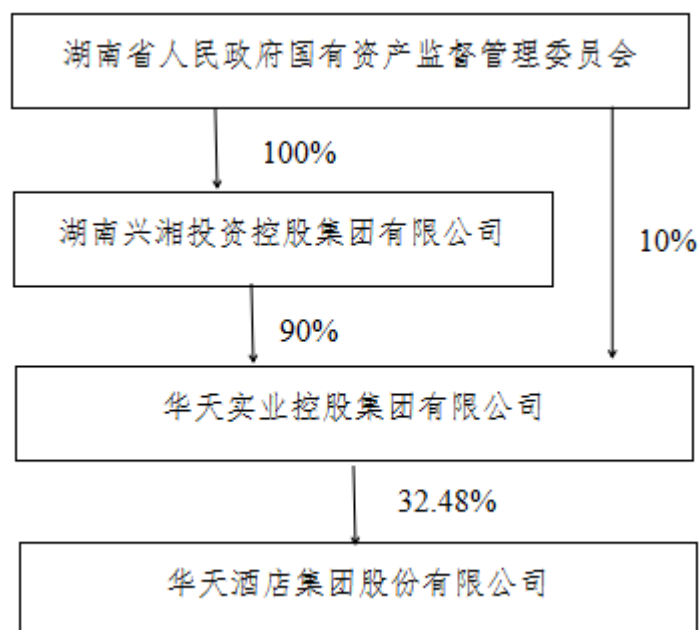 湖南省人民政府国有资产监督管理委员会
100%
湖南兴湘投资控股集团有限公司
10%
90%
华天实业控股集团有限公司
32.48%
华天酒店集团股份有限公司